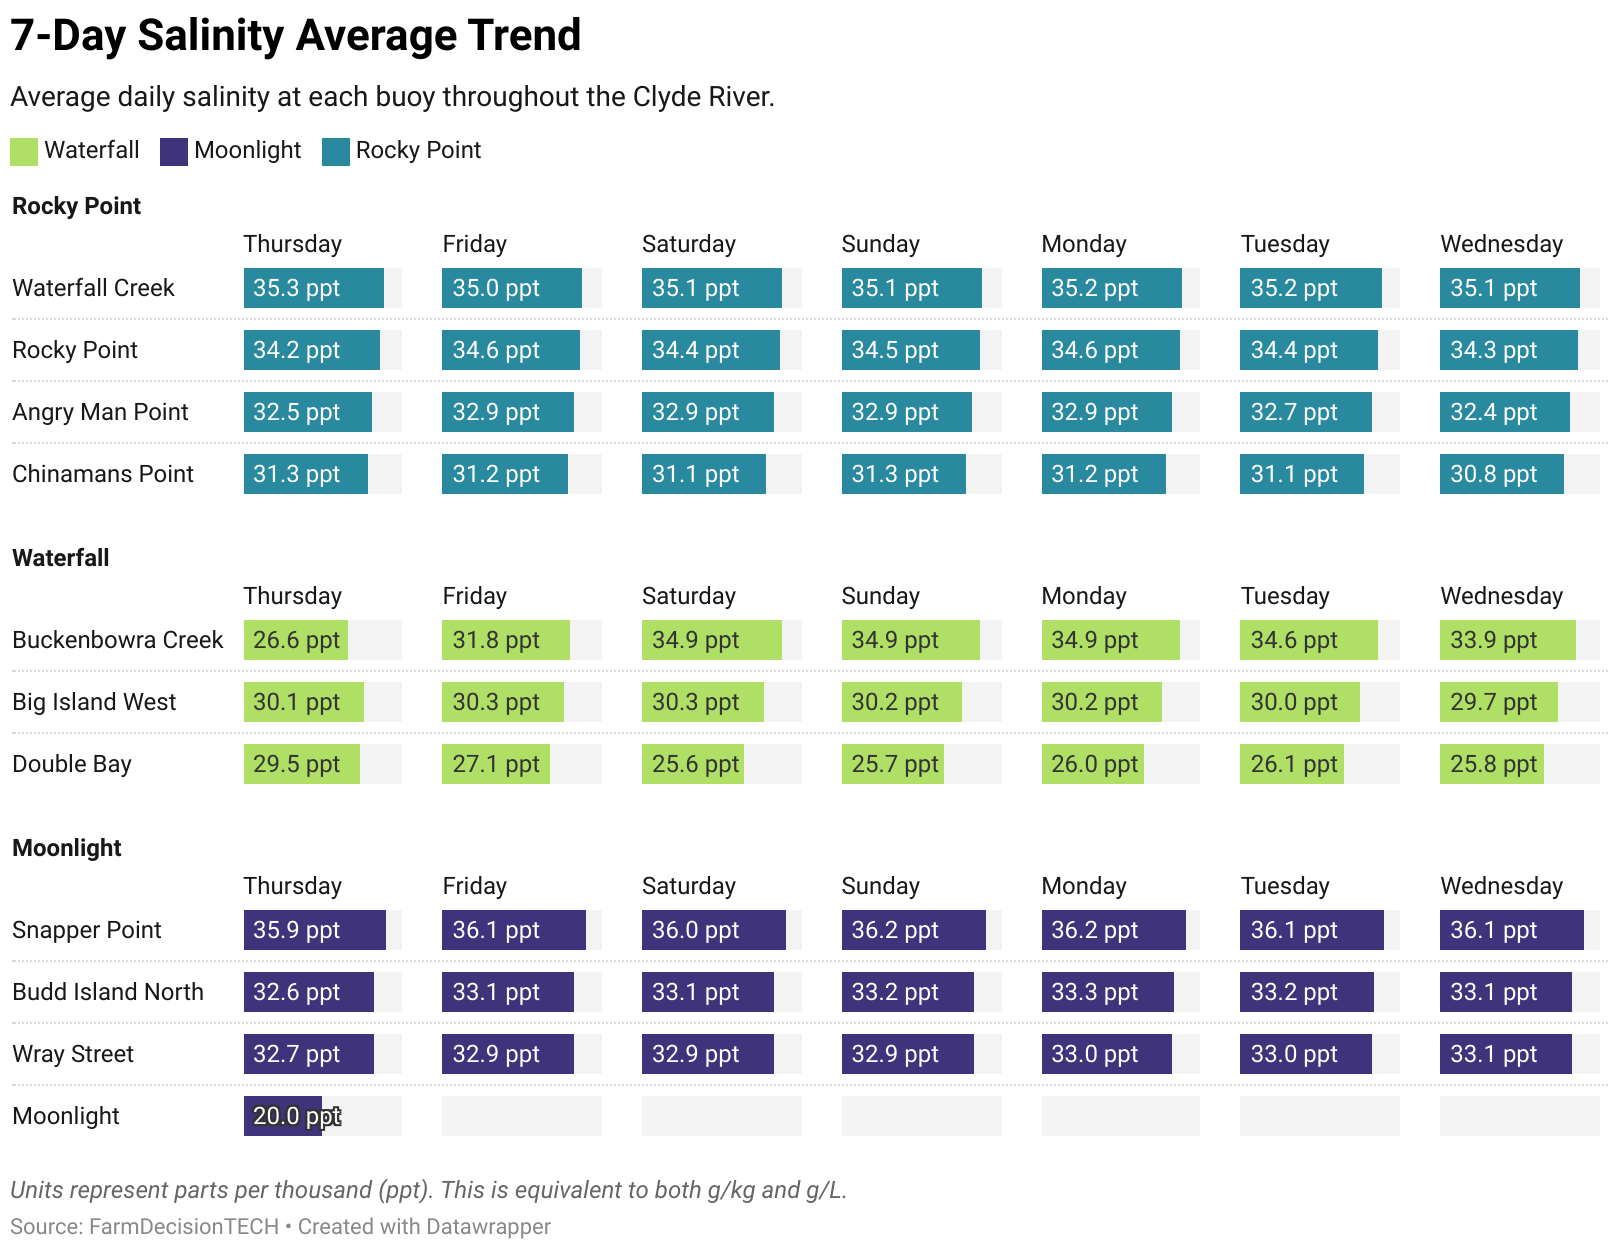 7-Day Salinity Average Trend
Average daily salinity at each buoy throughout the Clyde River.
Waterfall Moonlight Rocky Point
Rocky Point
Thursday Friday Saturday Sunday Monday Tuesday Wednesday
Waterfall Creek 35.3 ppt 35.0 ppt 35.1 ppt 35.1 ppt 35.2 ppt 35.2 ppt 35.1 ppt
Rocky Point 34.2 ppt 34.6 ppt 34.4 ppt 34.5 ppt 34.6 ppt 34.4 ppt 34.3 ppt
Angry Man Point 32.5 ppt 32.9 ppt 32.9 ppt 32.9 ppt 32.9 ppt 32.7 ppt 32.4 ppt
Chinamans Point 31.3 ppt 31.2 ppt 31.1 ppt 31.3 ppt 31.2 ppt 31.1 ppt 30.8 ppt
Waterfall
Thursday Friday Saturday Sunday Monday Tuesday Wednesday
Buckenbowra Creek 26.6 ppt 31.8 ppt 34.9 ppt 34.9 ppt 34.9 ppt 34.6 ppt 33.9 ppt
Big Island West 30.1 ppt 30.3 ppt 30.3 ppt 30.2 ppt 30.2 ppt 30.0 ppt 29.7 ppt
Double Bay 29.5 ppt 27.1 ppt 25.6 ppt 25.7 ppt 26.0 ppt 26.1 ppt 25.8 ppt
Moonlight
Thursday Friday Saturday Sunday Monday Tuesday Wednesday
Snapper Point 35.9 ppt 36.1 ppt 36.0 ppt 36.2 ppt 36.2 ppt 36.1 ppt 36.1 ppt
Budd Island North 32.6 ppt 33.1 ppt 33.1 ppt 33.2 ppt 33.3 ppt 33.2 ppt 33.1 ppt
Wray Street 32.7 ppt 32.9 ppt 32.9 ppt 32.9 ppt 33.0 ppt 33.0 ppt 33.1 ppt
Moonlight 20.0 ppt
Units represent parts per thousand (ppt). This is equivalent to both g/kg and g/L.
Source: FarmDecisionTECH • Created with Datawrapper